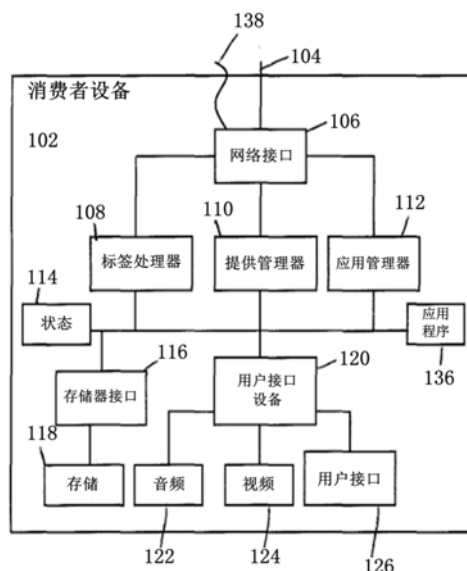 138
104
消费者设备
102
106
网络接口
108
110
112
标签处理器
提供管理器
应用管理器
114
状态
应用
程序
136
116
120
存储器接口
用户接口
设备
118
存储
音频
视频
用户接口
122
124
126